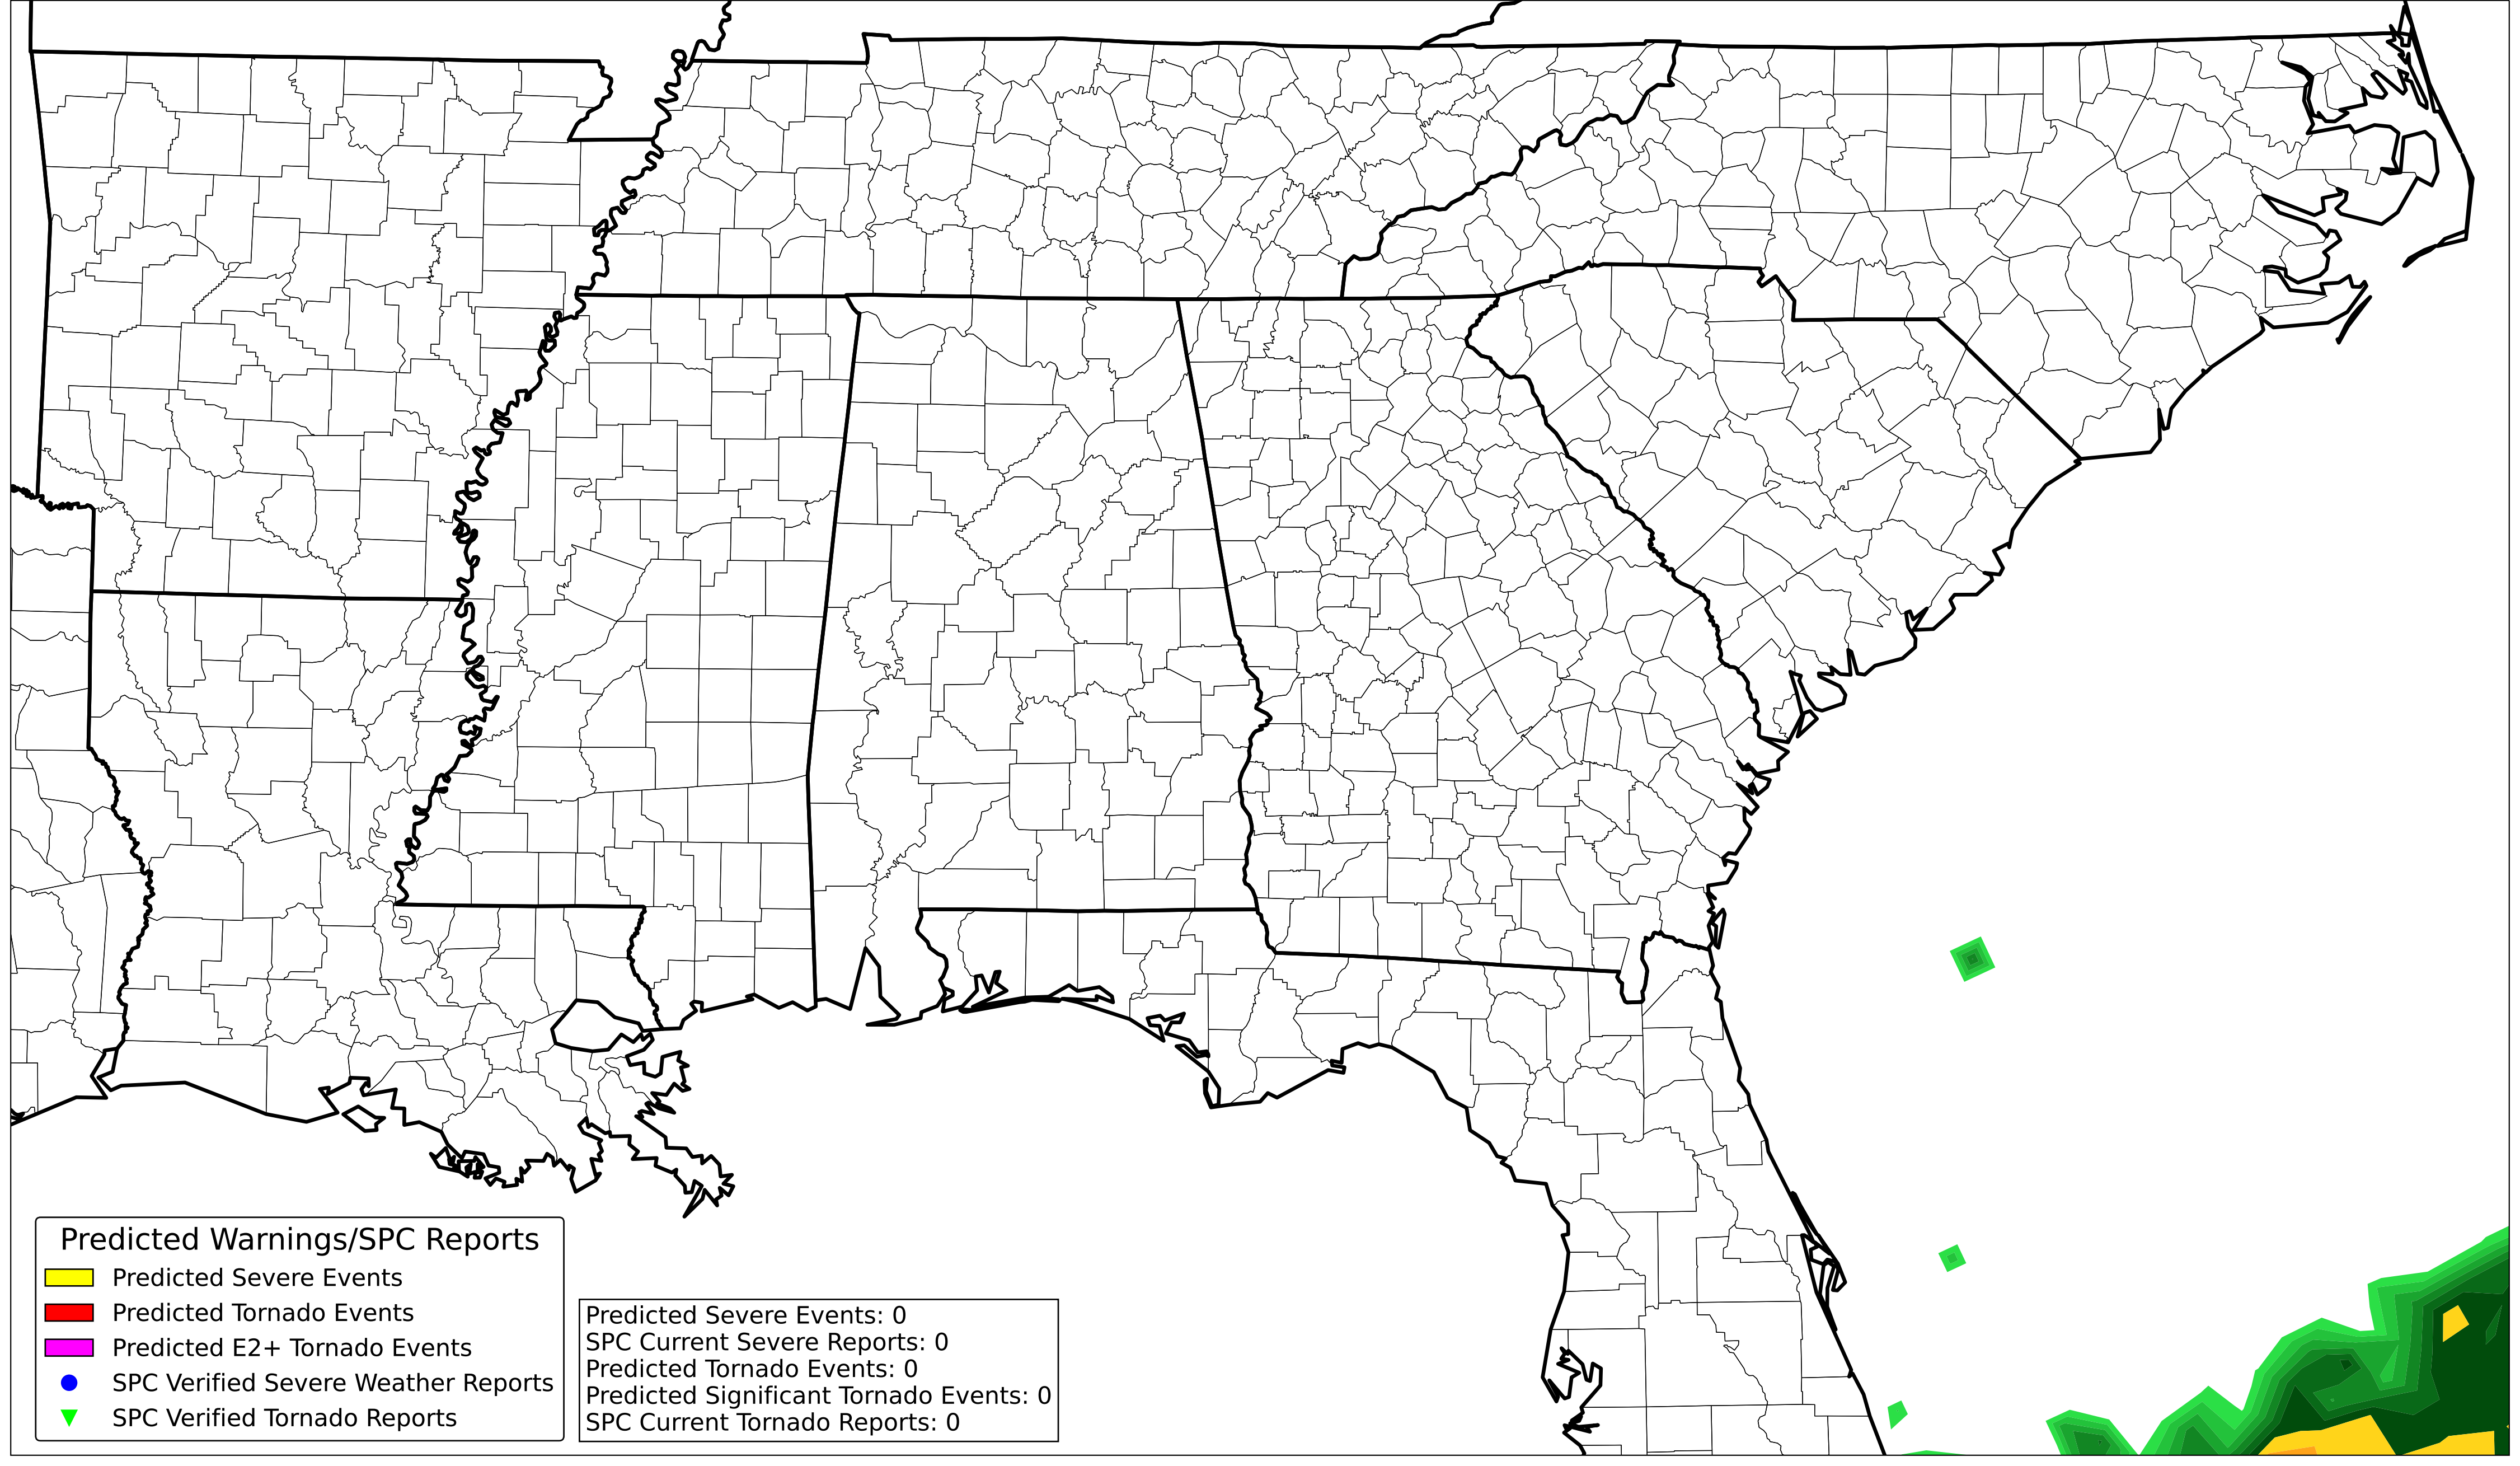 Predicted Warnings/SPC Reports
Predicted Severe Events
Predicted Tornado Events
Predicted E2+ Tornado Events
SPC Verified Severe Weather Reports
SPC Verified Tornado Reports
Predicted Severe Events: 0
SPC Current Severe Reports: 0
Predicted Tornado Events: 0
Predicted Significant Tornado Events: 0
SPC Current Tornado Reports: 0